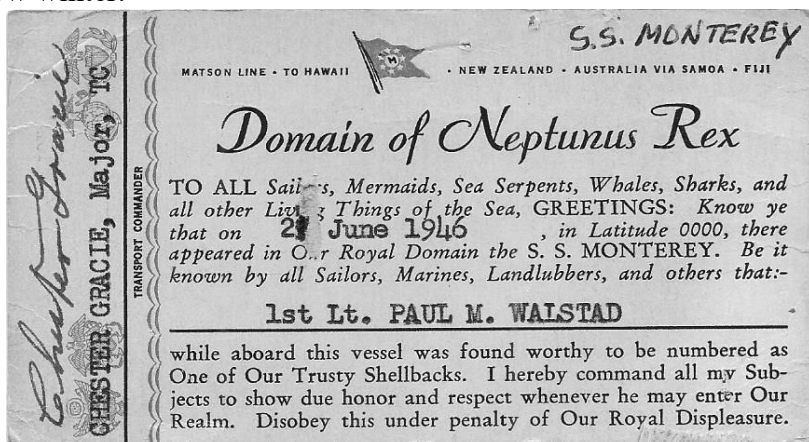 S.S. MONTEREY
MATSON LINE • TO HAWAII • NEW ZEALAND • AUSTRALIA VIA SAMOA • FIJI
M
Domain of Neptunus Rex
TO ALL Sailors, Mermaids, Sea Serpents, Whales, Sharks, and
all other Living Things of the Sea, GREETINGS: Know ye
that on June 1946 , in Latitude 0000, there
appeared in Our Royal Domain the S. S. MONTEREY. Be it
known by all Sailors, Marines, Landlubbers, and others that:-
1st Lt. PAUL M. WALSTAD
while aboard this vessel was found worthy to be numbered as
One of Our Trusty Shellbacks. I hereby command all my Sub-
jects to show due honor and respect whenever he may enter Our
Realm. Disobey this under penalty of Our Royal Displeasure.
Chester Gracie
CHESTER GRACIE, Major, TC
TRANSPORT COMMANDER